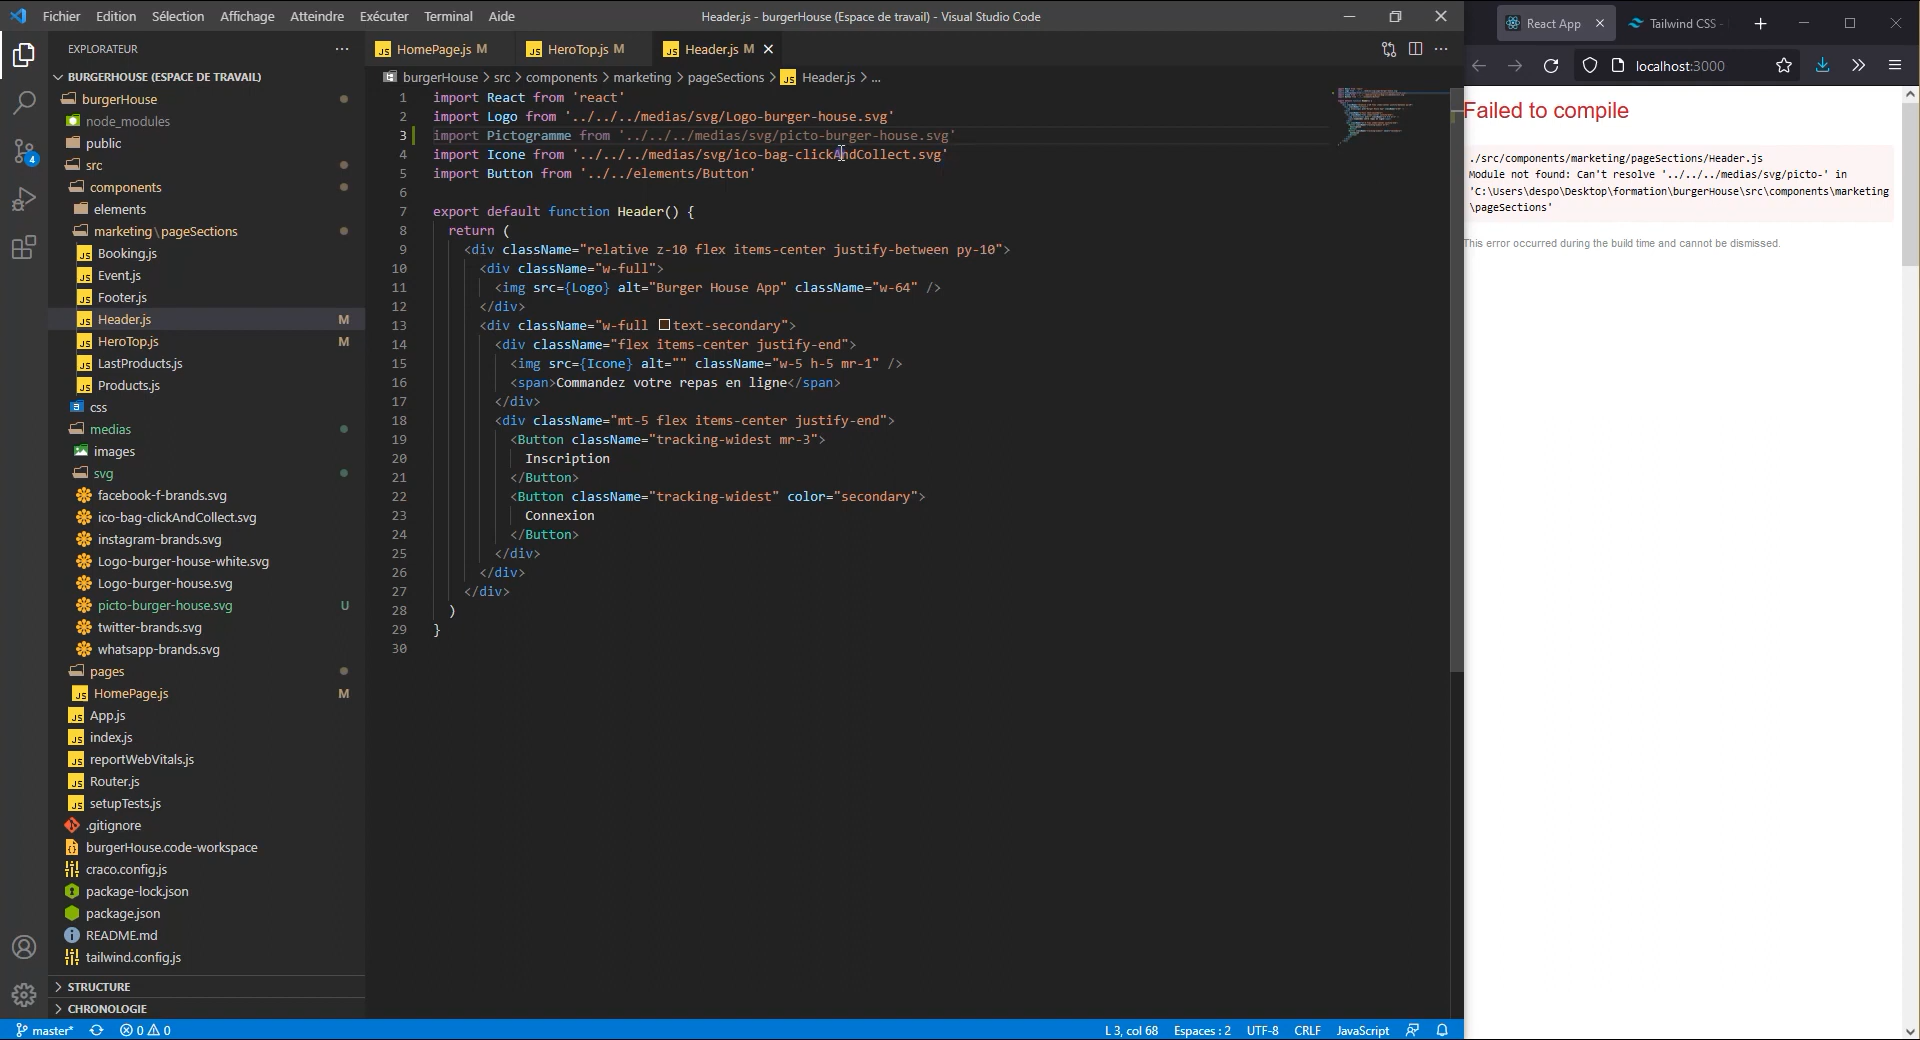 Fichier Edition Sélection Affichage Atteindre Exécuter Terminal Aide
Header.js - burgerHouse (Espace de travail) - Visual Studio Code
React App
Tailwind CSS -
EXPLORATEUR
HomePage.js M
HeroTop.js M
Header.js M
localhost:3000
BURGERHOUSE (ESPACE DE TRAVAIL)
burgerHouse > src > components > marketing > pageSections > Header.js > ...
burgerHouse
node_modules
public
src
components
elements
marketing \ pageSections
Booking.js
Event.js
Footer.js
Header.js M
HeroTop.js M
LastProducts.js
Products.js
css
medias
images
svg
facebook-f-brands.svg
ico-bag-clickAndCollect.svg
instagram-brands.svg
Logo-burger-house-white.svg
Logo-burger-house.svg
picto-burger-house.svg U
twitter-brands.svg
whatsapp-brands.svg
pages
HomePage.js M
App.js
index.js
reportWebVitals.js
Router.js
setupTests.js
.gitignore
burgerHouse.code-workspace
craco.config.js
package-lock.json
package.json
README.md
tailwind.config.js
STRUCTURE
CHRONOLOGIE
4
1 import React from 'react'
2 import Logo from '../../../medias/svg/Logo-burger-house.svg'
3 import Pictogramme from '../../../medias/svg/picto-burger-house.svg'
4 import Icone from '../../../medias/svg/ico-bag-clickAndCollect.svg'
5 import Button from '../../elements/Button'
6
7 export default function Header() {
8 return (
9 <div className="relative z-10 flex items-center justify-between py-10">
10 <div className="w-full">
11 <img src={Logo} alt="Burger House App" className="w-64" />
12 </div>
13 <div className="w-full text-secondary">
14 <div className="flex items-center justify-end">
15 <img src={Icone} alt="" className="w-5 h-5 mr-1" />
16 <span>Commandez votre repas en ligne</span>
17 </div>
18 <div className="mt-5 flex items-center justify-end">
19 <Button className="tracking-widest mr-3">
20 Inscription
21 </Button>
22 <Button className="tracking-widest" color="secondary">
23 Connexion
24 </Button>
25 </div>
26 </div>
27 </div>
28 )
29 }
30
Failed to compile
./src/components/marketing/pageSections/Header.js
Module not found: Can't resolve '../../../medias/svg/picto-' in
'C:\Users\despo\Desktop\formation\burgerHouse\src\components\marketing
\pageSections'
This error occurred during the build time and cannot be dismissed.
master* 0 0
L 3, col 68 Espaces : 2 UTF-8 CRLF JavaScript